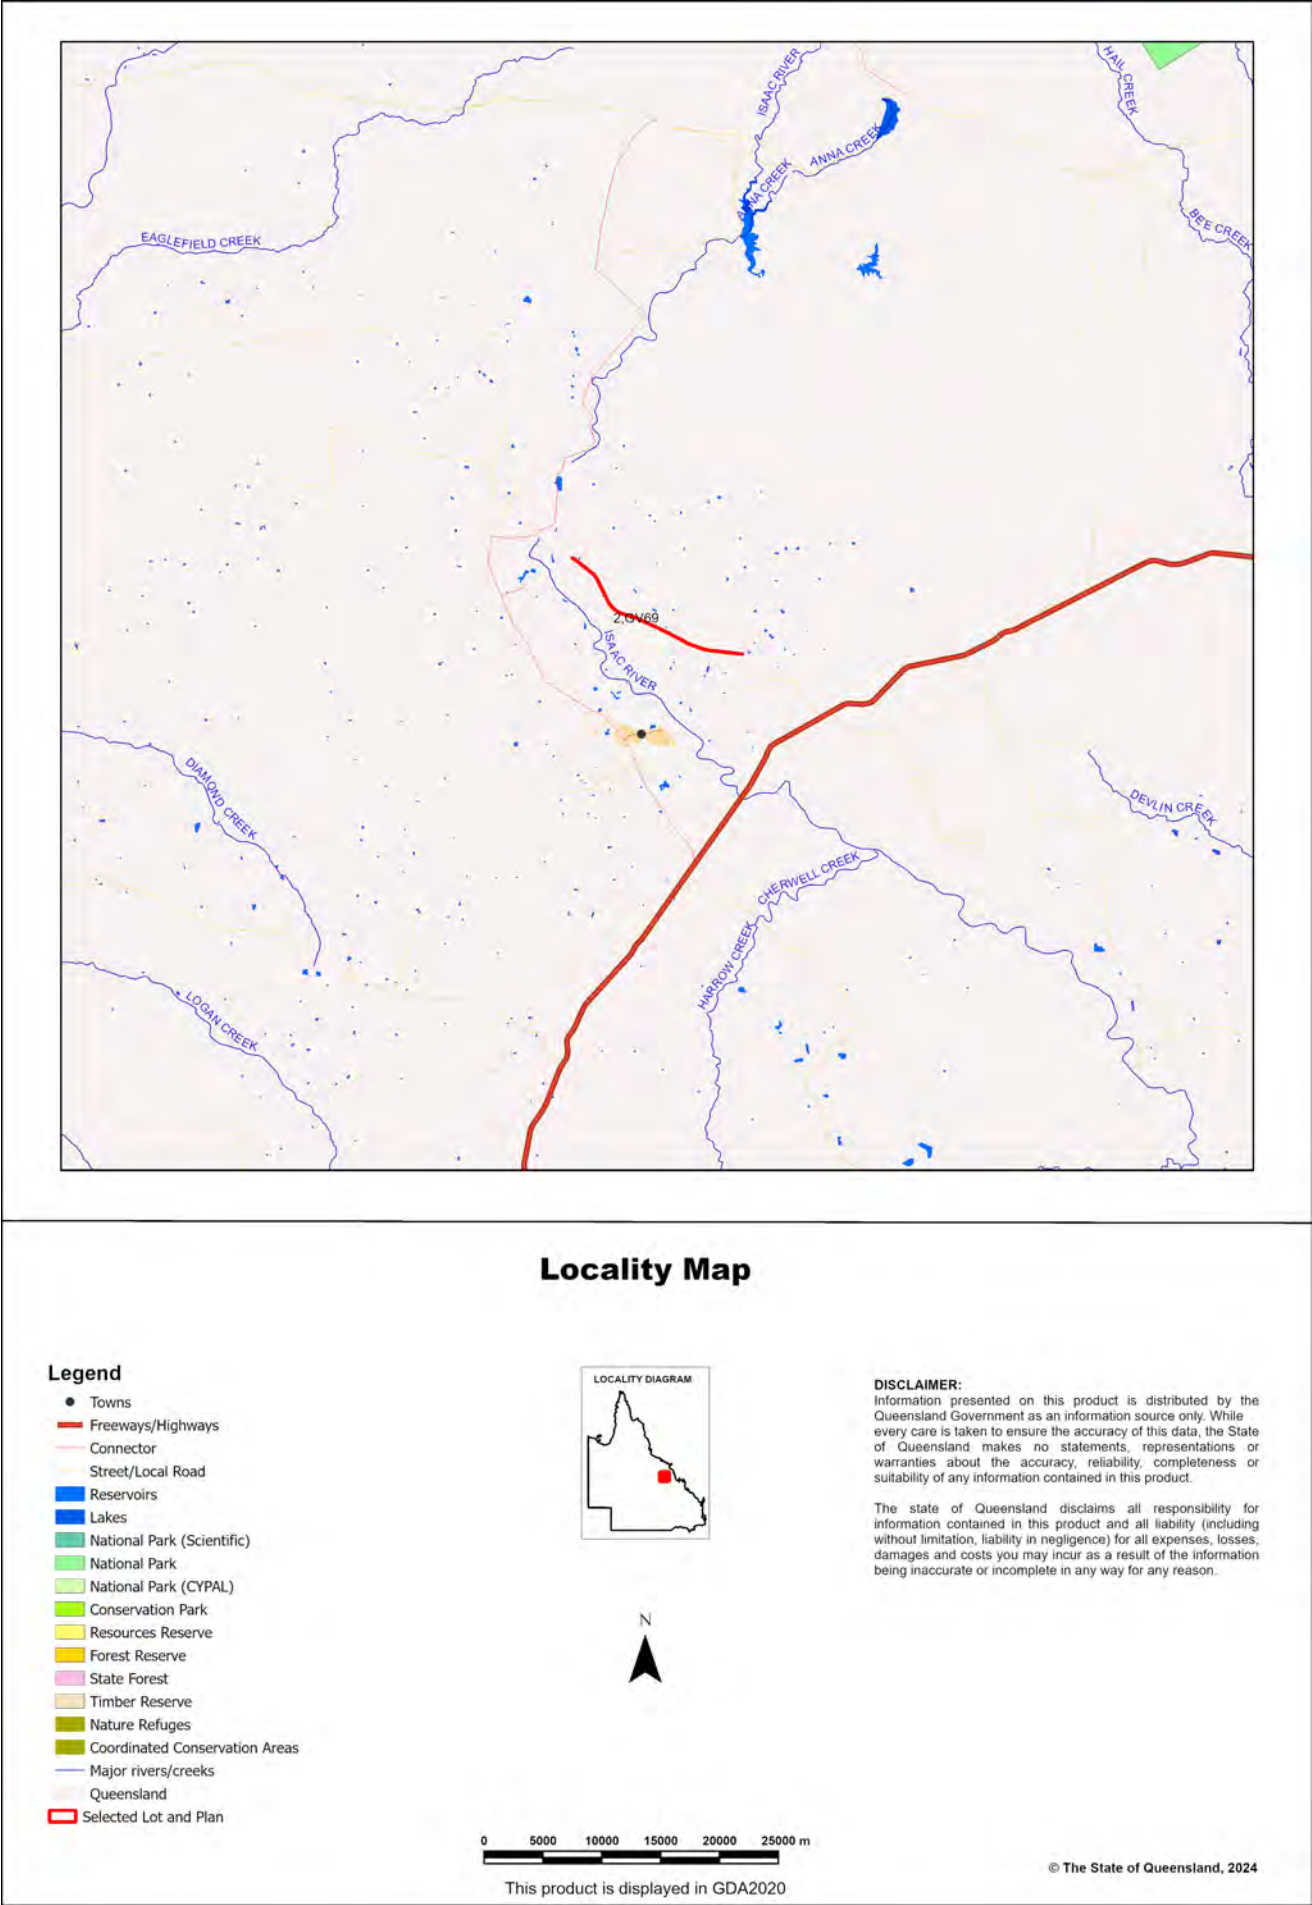 ISAAC RIVER
HAIL CREEK
ANNA CREEK
ANNA CREEK
BEE CREEK
EAGLEFIELD CREEK
2,GV69
ISAAC RIVER
DIAMOND CREEK
DEVLIN CREEK
CHERWELL CREEK
HARROW CREEK
LOGAN CREEK
Locality Map
Legend
Towns
Freeways/Highways
Connector
Street/Local Road
Reservoirs
Lakes
National Park (Scientific)
National Park
National Park (CYPAL)
Conservation Park
Resources Reserve
Forest Reserve
State Forest
Timber Reserve
Nature Refuges
Coordinated Conservation Areas
Major rivers/creeks
Queensland
Selected Lot and Plan
LOCALITY DIAGRAM
N
0 5000 10000 15000 20000 25000 m
This product is displayed in GDA2020
DISCLAIMER:
Information presented on this product is distributed by the
Queensland Government as an information source only. While
every care is taken to ensure the accuracy of this data, the State
of Queensland makes no statements, representations or
warranties about the accuracy, reliability, completeness or
suitability of any information contained in this product.
The state of Queensland disclaims all responsibility for
information contained in this product and all liability (including
without limitation, liability in negligence) for all expenses, losses,
damages and costs you may incur as a result of the information
being inaccurate or incomplete in any way for any reason.
© The State of Queensland, 2024